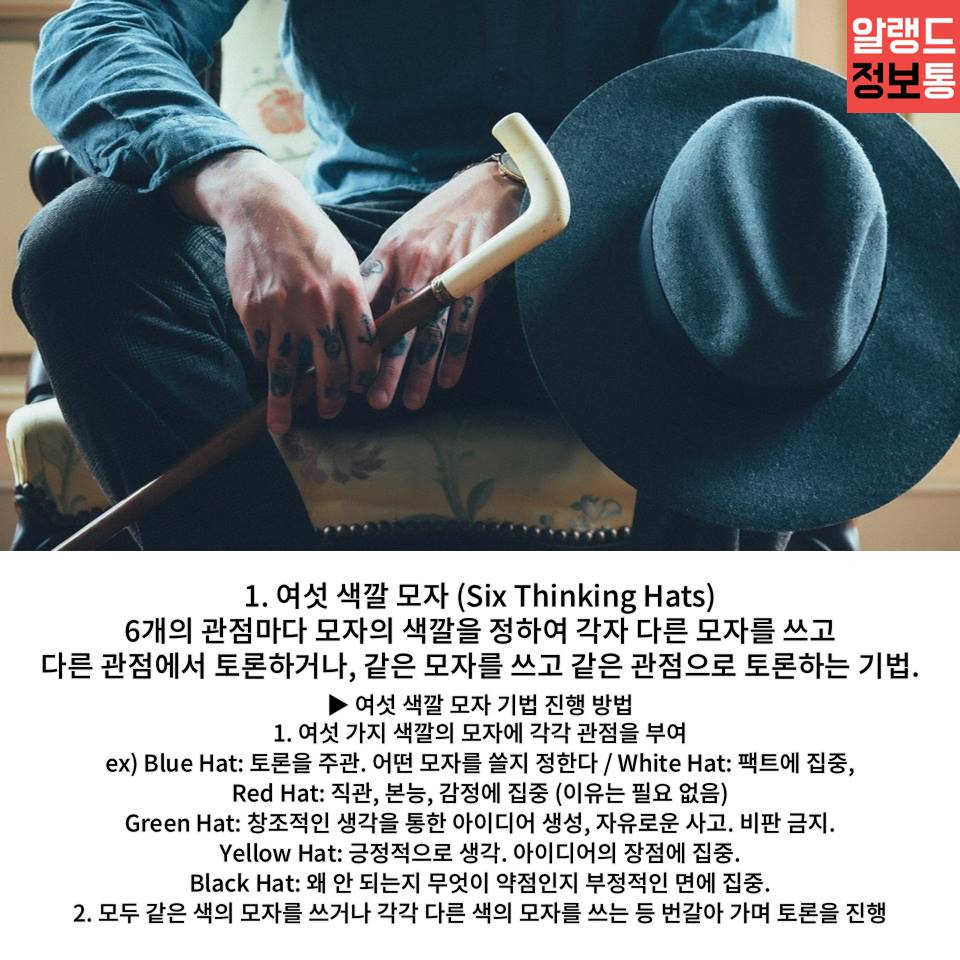 알랭드
정보통
1. 여섯 색깔 모자 (Six Thinking Hats)
6개의 관점마다 모자의 색깔을 정하여 각자 다른 모자를 쓰고
다른 관점에서 토론하거나, 같은 모자를 쓰고 같은 관점으로 토론하는 기법.
▶ 여섯 색깔 모자 기법 진행 방법
1. 여섯 가지 색깔의 모자에 각각 관점을 부여
ex) Blue Hat: 토론을 주관. 어떤 모자를 쓸지 정한다 / White Hat: 팩트에 집중,
Red Hat: 직관, 본능, 감정에 집중 (이유는 필요 없음)
Green Hat: 창조적인 생각을 통한 아이디어 생성, 자유로운 사고. 비판 금지.
Yellow Hat: 긍정적으로 생각. 아이디어의 장점에 집중.
Black Hat: 왜 안 되는지 무엇이 약점인지 부정적인 면에 집중.
2. 모두 같은 색의 모자를 쓰거나 각각 다른 색의 모자를 쓰는 등 번갈아 가며 토론을 진행